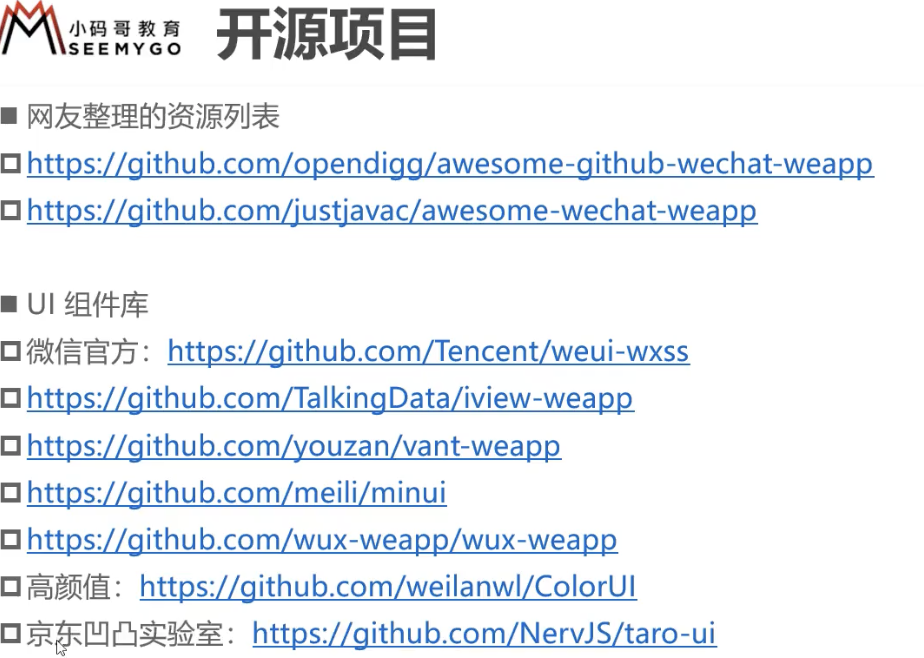 小码哥教育
SEEMYGO
开源项目
网友整理的资源列表
https://github.com/opendigg/awesome-github-wechat-weapp
https://github.com/justjavac/awesome-wechat-weapp
UI 组件库
微信官方：https://github.com/Tencent/weui-wxss
https://github.com/TalkingData/iview-weapp
https://github.com/youzan/vant-weapp
https://github.com/meili/minui
https://github.com/wux-weapp/wux-weapp
高颜值：https://github.com/weilanwl/ColorUI
京东凹凸实验室：https://github.com/NervJS/taro-ui